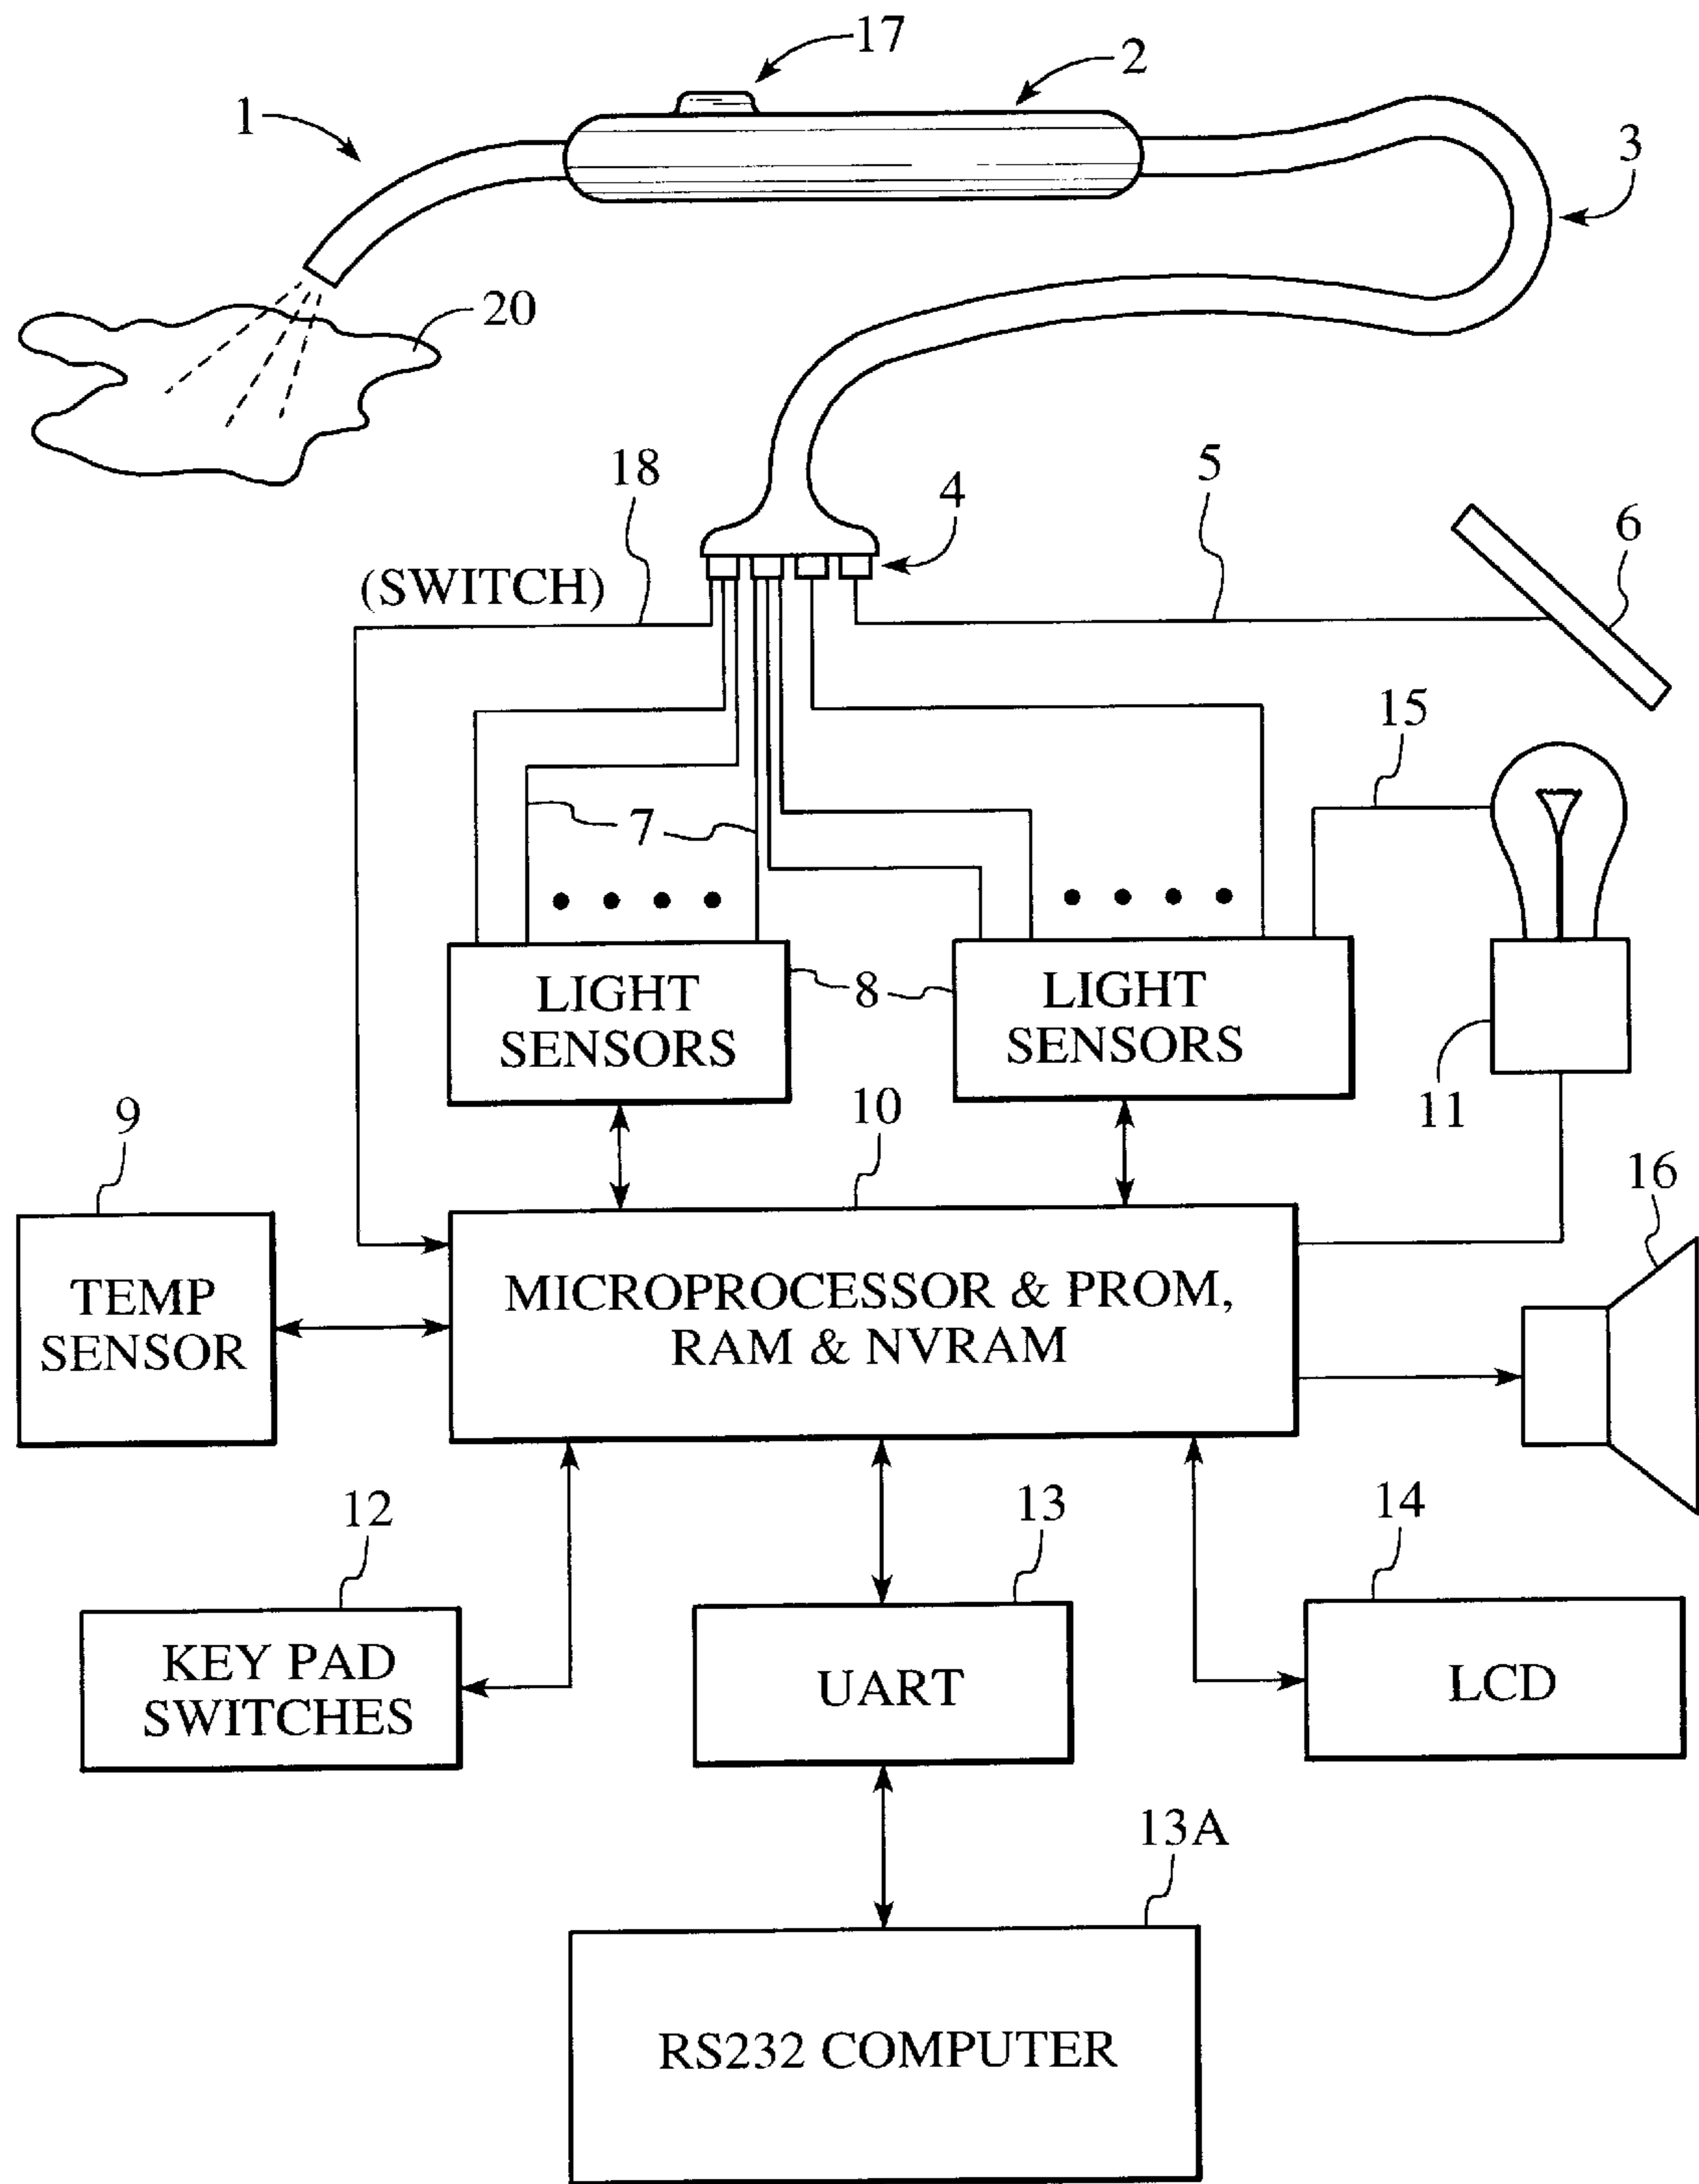 17
2
1
3
20
18
5
4
6
(SWITCH)
15
7
LIGHT
SENSORS
8
LIGHT
SENSORS
11
9
10
16
TEMP
SENSOR
MICROPROCESSOR & PROM,
RAM & NVRAM
12
13
14
KEY PAD
SWITCHES
UART
LCD
13A
RS232 COMPUTER